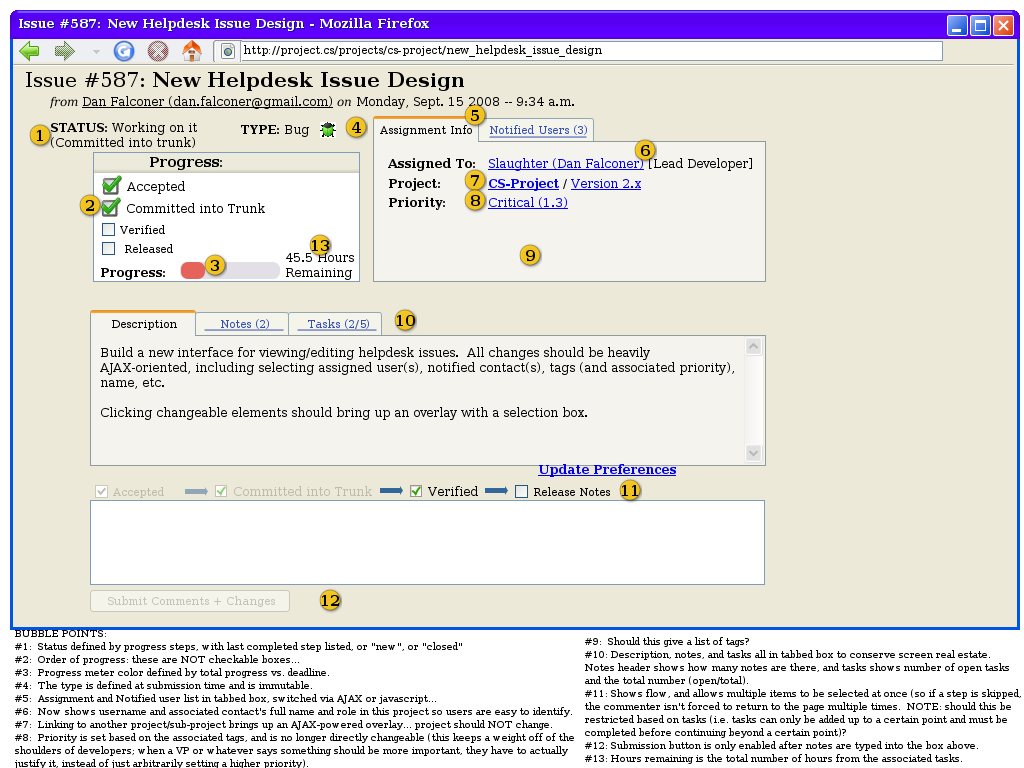 Issue #587: New Helpdesk Issue Design - Mozilla Firefox
http://project.cs/projects/cs-project/new_helpdesk_issue_design
Issue #587: New Helpdesk Issue Design
from Dan Falconer (dan.falconer@gmail.com) on Monday, Sept. 15 2008 -- 9:34 a.m.
1 STATUS: Working on it
(Committed into trunk)
TYPE: Bug 4
5
Assignment Info
Notified Users (3)
6
Assigned To: Slaughter (Dan Falconer) [Lead Developer]
Project: 7 CS-Project / Version 2.x
Priority: 8 Critical (1.3)
9
Progress:
Accepted
2 Committed into Trunk
Verified
Released
13
Progress: 3 45.5 Hours
Remaining
Description
Notes (2)
Tasks (2/5)
10
Build a new interface for viewing/editing helpdesk issues. All changes should be heavily
AJAX-oriented, including selecting assigned user(s), notified contact(s), tags (and associated priority),
name, etc.
Clicking changeable elements should bring up an overlay with a selection box.
Update Preferences
Accepted Committed into Trunk Verified Release Notes 11
Submit Comments + Changes 12
BUBBLE POINTS:
#1: Status defined by progress steps, with last completed step listed, or "new", or "closed"
#2: Order of progress: these are NOT checkable boxes...
#3: Progress meter color defined by total progress vs. deadline.
#4: The type is defined at submission time and is immutable.
#5: Assignment and Notified user list in tabbed box, switched via AJAX or javascript...
#6: Now shows username and associated contact's full name and role in this project so users are easy to identify.
#7: Linking to another project/sub-project brings up an AJAX-powered overlay... project should NOT change.
#8: Priority is set based on the associated tags, and is no longer directly changeable (this keeps a weight off of the
shoulders of developers; when a VP or whatever says something should be more important, they have to actually
justify it, instead of just arbitrarily setting a higher priority).
#9: Should this give a list of tags?
#10: Description, notes, and tasks all in tabbed box to conserve screen real estate.
Notes header shows how many notes are there, and tasks shows number of open tasks
and the total number (open/total).
#11: Shows flow, and allows multiple items to be selected at once (so if a step is skipped,
the commenter isn't forced to return to the page multiple times. NOTE: should this be
restricted based on tasks (i.e. tasks can only be added up to a certain point and must be
completed before continuing beyond a certain point)?
#12: Submission button is only enabled after notes are typed into the box above.
#13: Hours remaining is the total number of hours from the associated tasks.